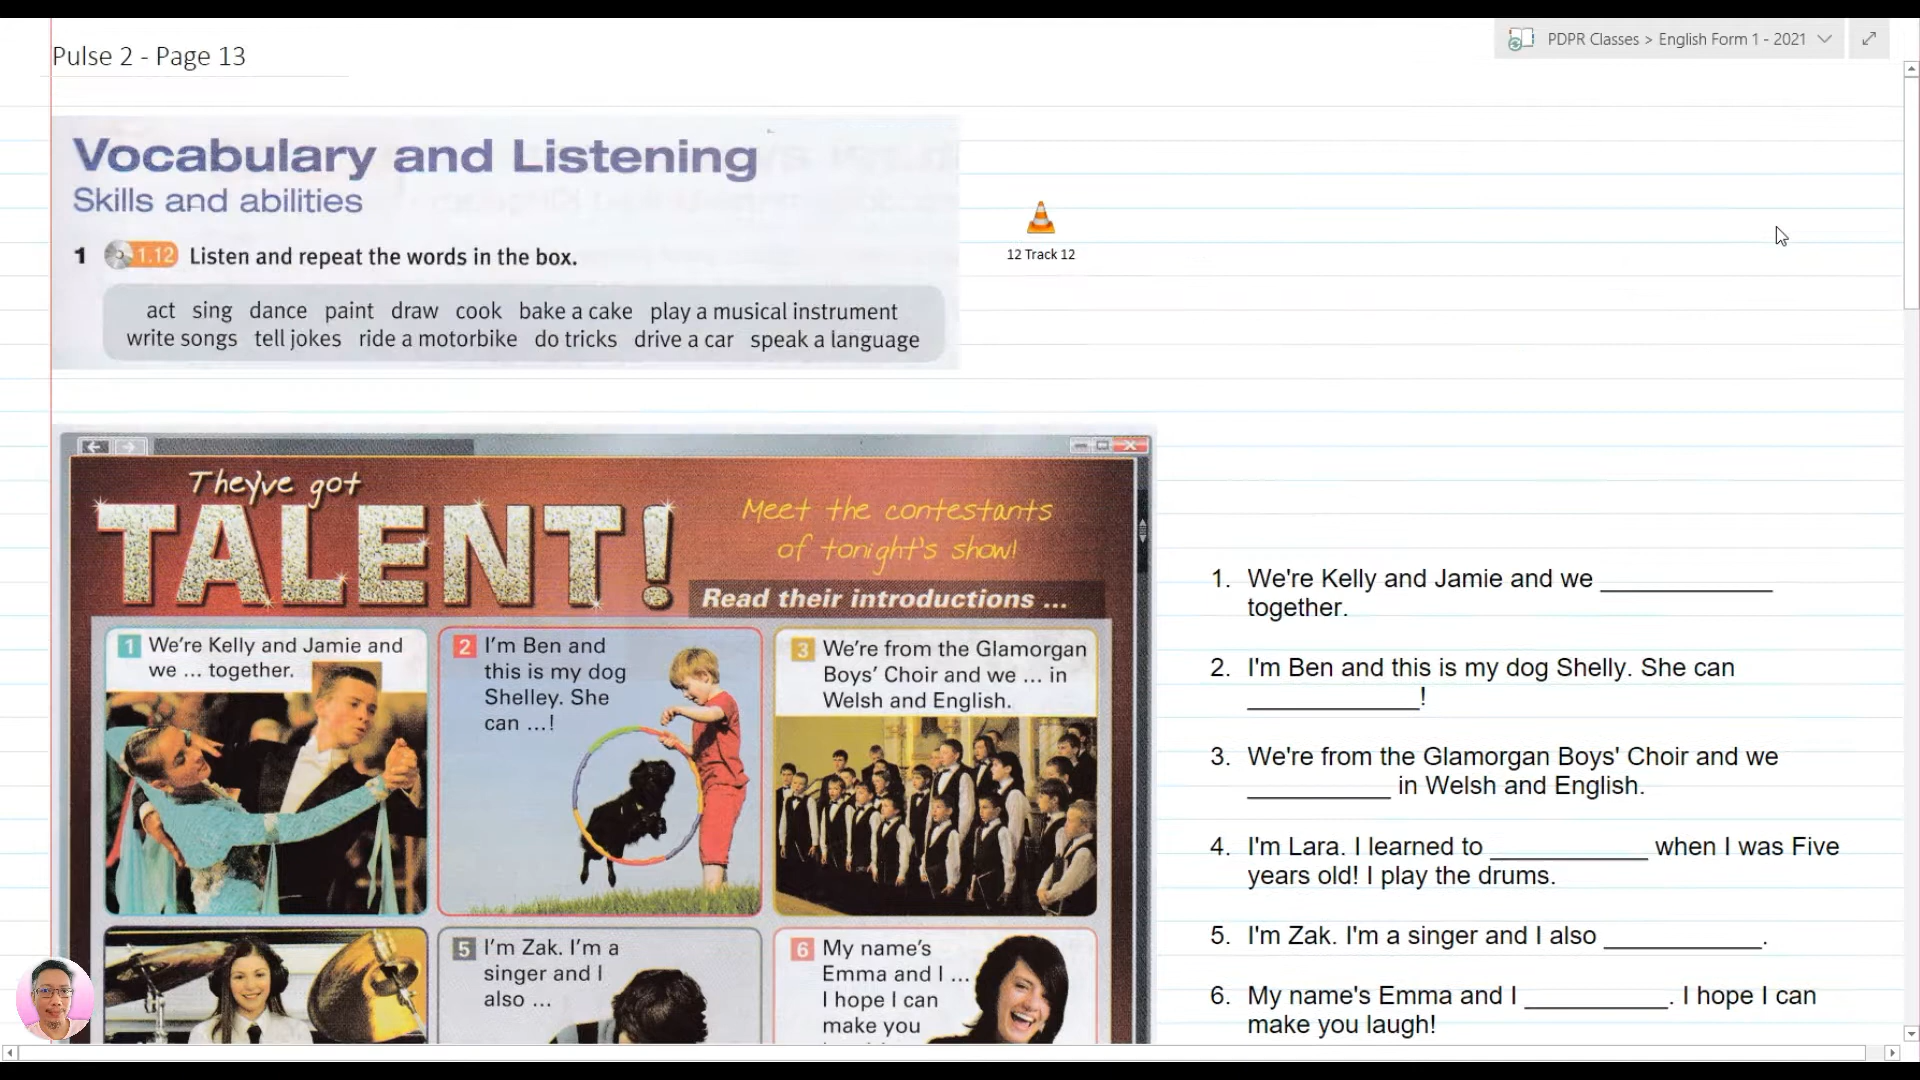 Pulse 2 - Page 13
PDPR Classes > English Form 1 - 2021
Vocabulary and Listening
Skills and abilities
1 1.12 Listen and repeat the words in the box.
12 Track 12
act sing dance paint draw cook bake a cake play a musical instrument
write songs tell jokes ride a motorbike do tricks drive a car speak a language
They've got
TALENT!
Meet the contestants
of tonight's show!
Read their introductions ...
1 We're Kelly and Jamie and
we ... together.
2 I'm Ben and
this is my dog
Shelley. She
can ...!
3 We're from the Glamorgan
Boys' Choir and we ... in
Welsh and English.
5 I'm Zak. I'm a
singer and I
also ...
6 My name's
Emma and I ...
I hope I can
make you
1. We're Kelly and Jamie and we ____________
together.
2. I'm Ben and this is my dog Shelly. She can
____________!
3. We're from the Glamorgan Boys' Choir and we
__________ in Welsh and English.
4. I'm Lara. I learned to ___________ when I was Five
years old! I play the drums.
5. I'm Zak. I'm a singer and I also ___________.
6. My name's Emma and I __________. I hope I can
make you laugh!